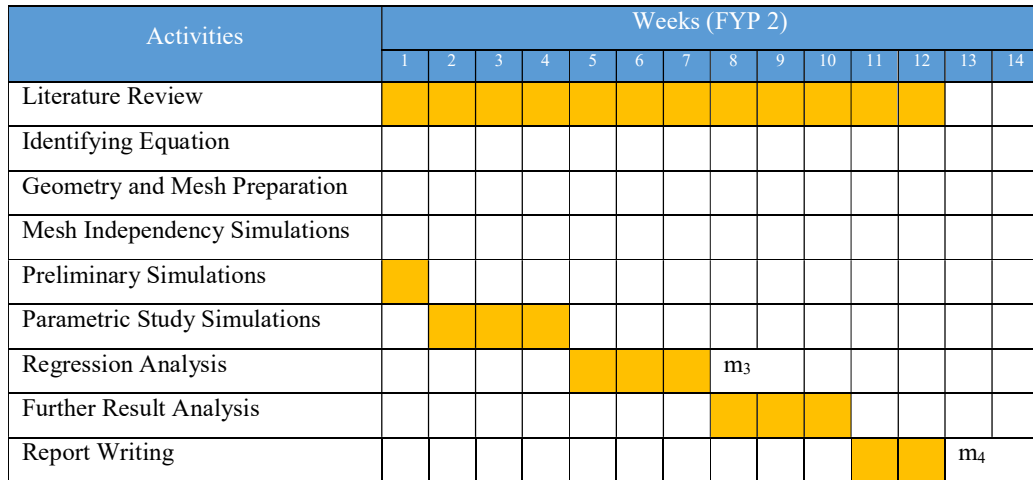 Activities
Weeks (FYP 2)
1 2 3 4 5 6 7 8 9 10 11 12 13 14
Literature Review
Identifying Equation
Geometry and Mesh Preparation
Mesh Independency Simulations
Preliminary Simulations
Parametric Study Simulations
Regression Analysis m₃
Further Result Analysis
Report Writing m₄